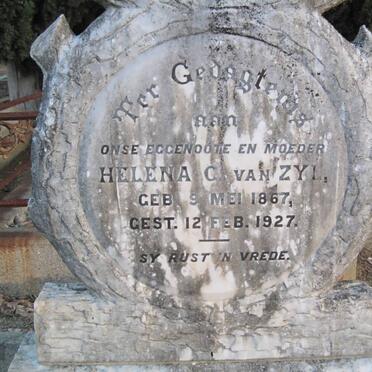 Ter Gedagtenis
aan
ONSE EGGENOOTE EN MOEDER
HELENA C. VAN ZYL,
GEB. 9 MEI 1867,
GEST. 12 FEB. 1927.
SY RUST IN VREDE.